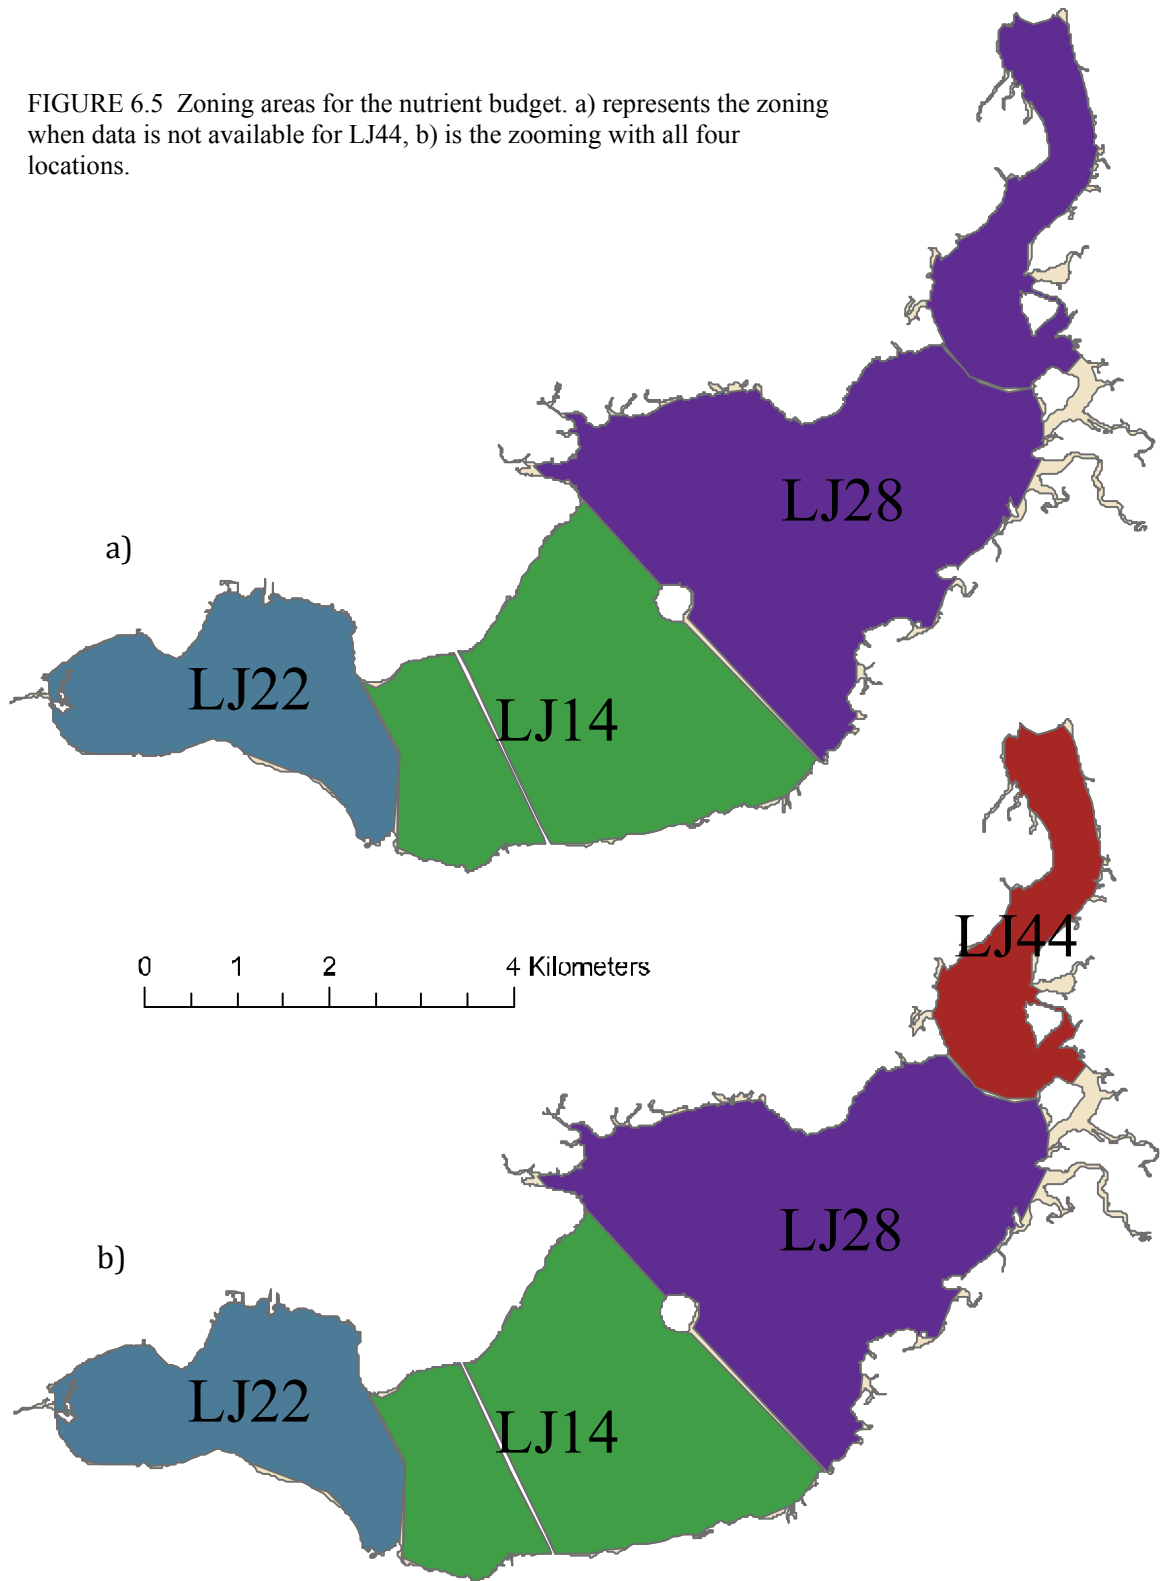 FIGURE 6.5 Zoning areas for the nutrient budget. a) represents the zoning
when data is not available for LJ44, b) is the zooming with all four
locations.
LJ28
a)
LJ22
LJ14
LJ44
0 1 2 4 Kilometers
LJ28
b)
LJ22
LJ14